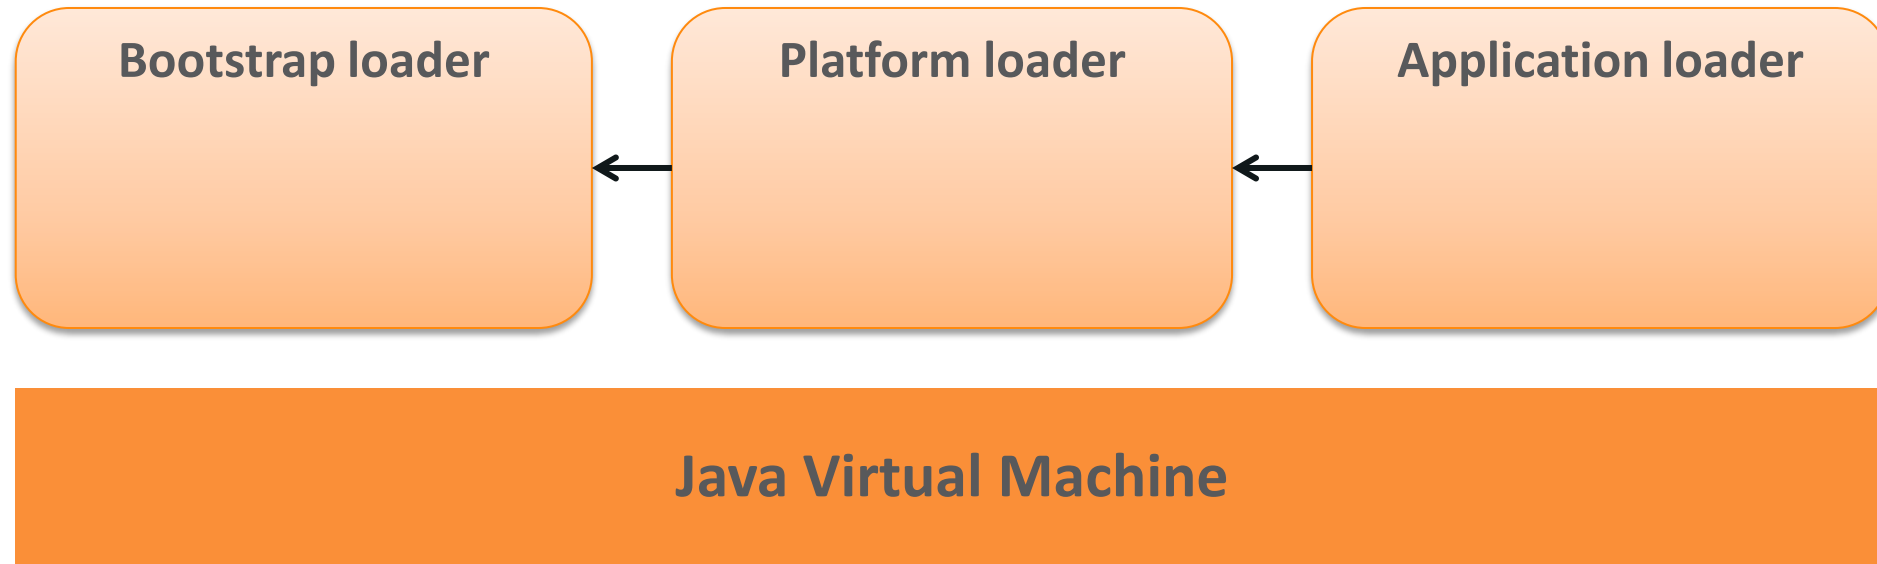 Bootstrap loader
Platform loader
Application loader
Java Virtual Machine